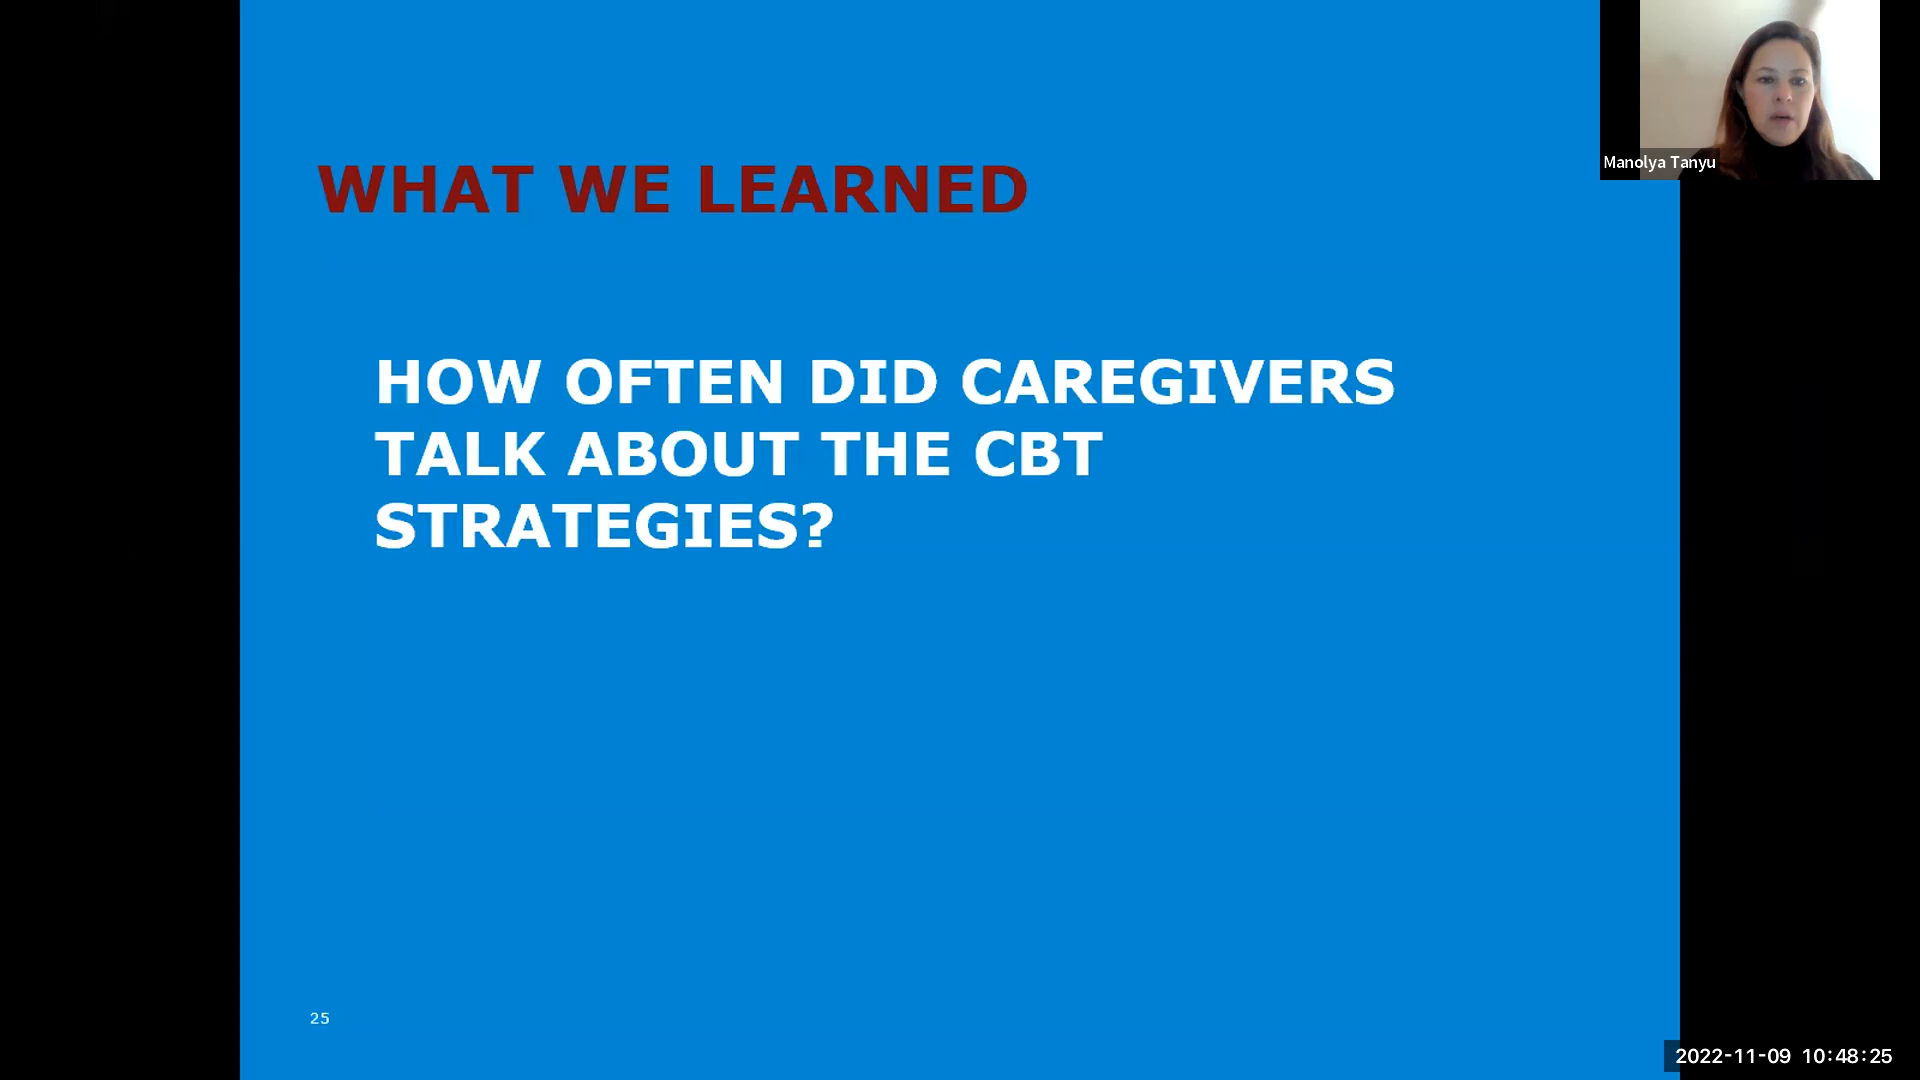 Manolya Tanyu
WHAT WE LEARNED
HOW OFTEN DID CAREGIVERS
TALK ABOUT THE CBT
STRATEGIES?
25
2022-11-09 10:48:25